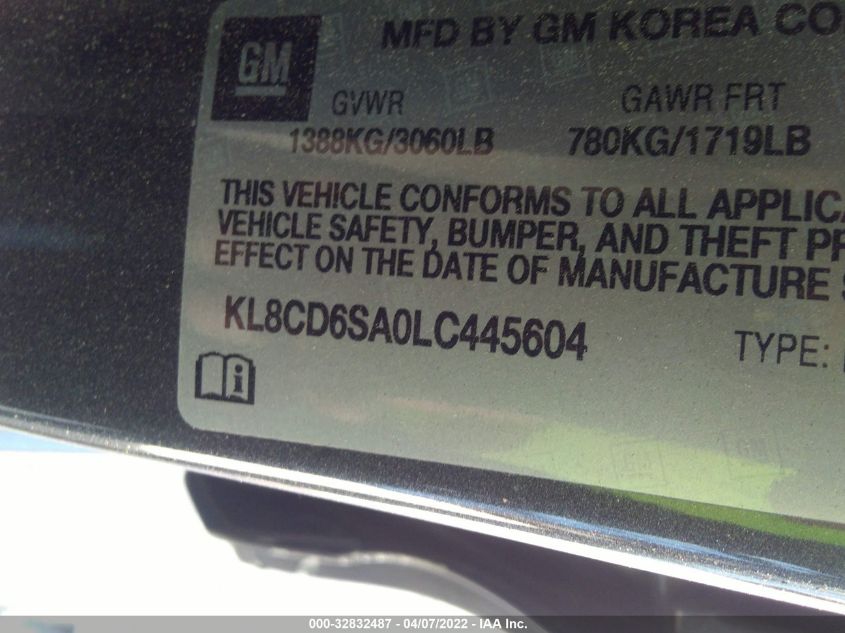 MFD BY GM KOREA CO
GM
GVWR GAWR FRT
1388KG/3060LB 780KG/1719LB
THIS VEHICLE CONFORMS TO ALL APPLICA
VEHICLE SAFETY, BUMPER, AND THEFT PR
EFFECT ON THE DATE OF MANUFACTURE S
KL8CD6SA0LC445604
TYPE:
000-32832487 - 04/07/2022 - IAA Inc.